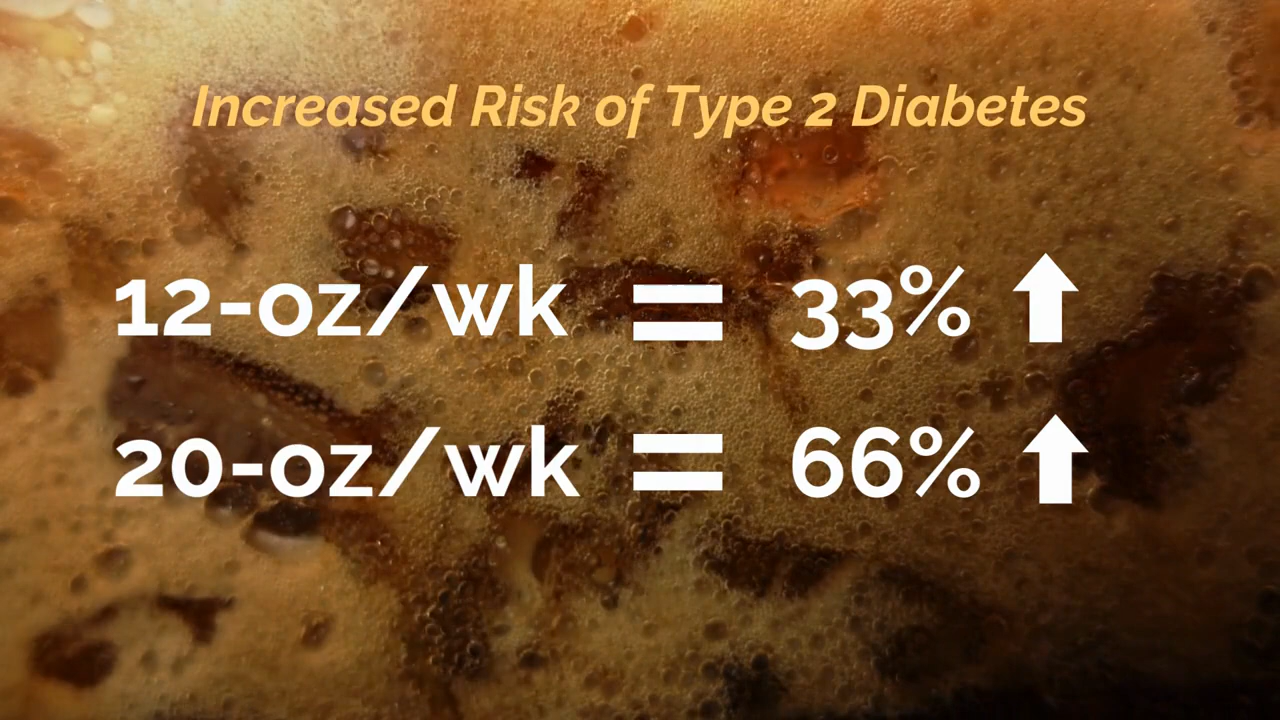 Increased Risk of Type 2 Diabetes
12-oz/wk = 33% ⬆
20-oz/wk = 66% ⬆